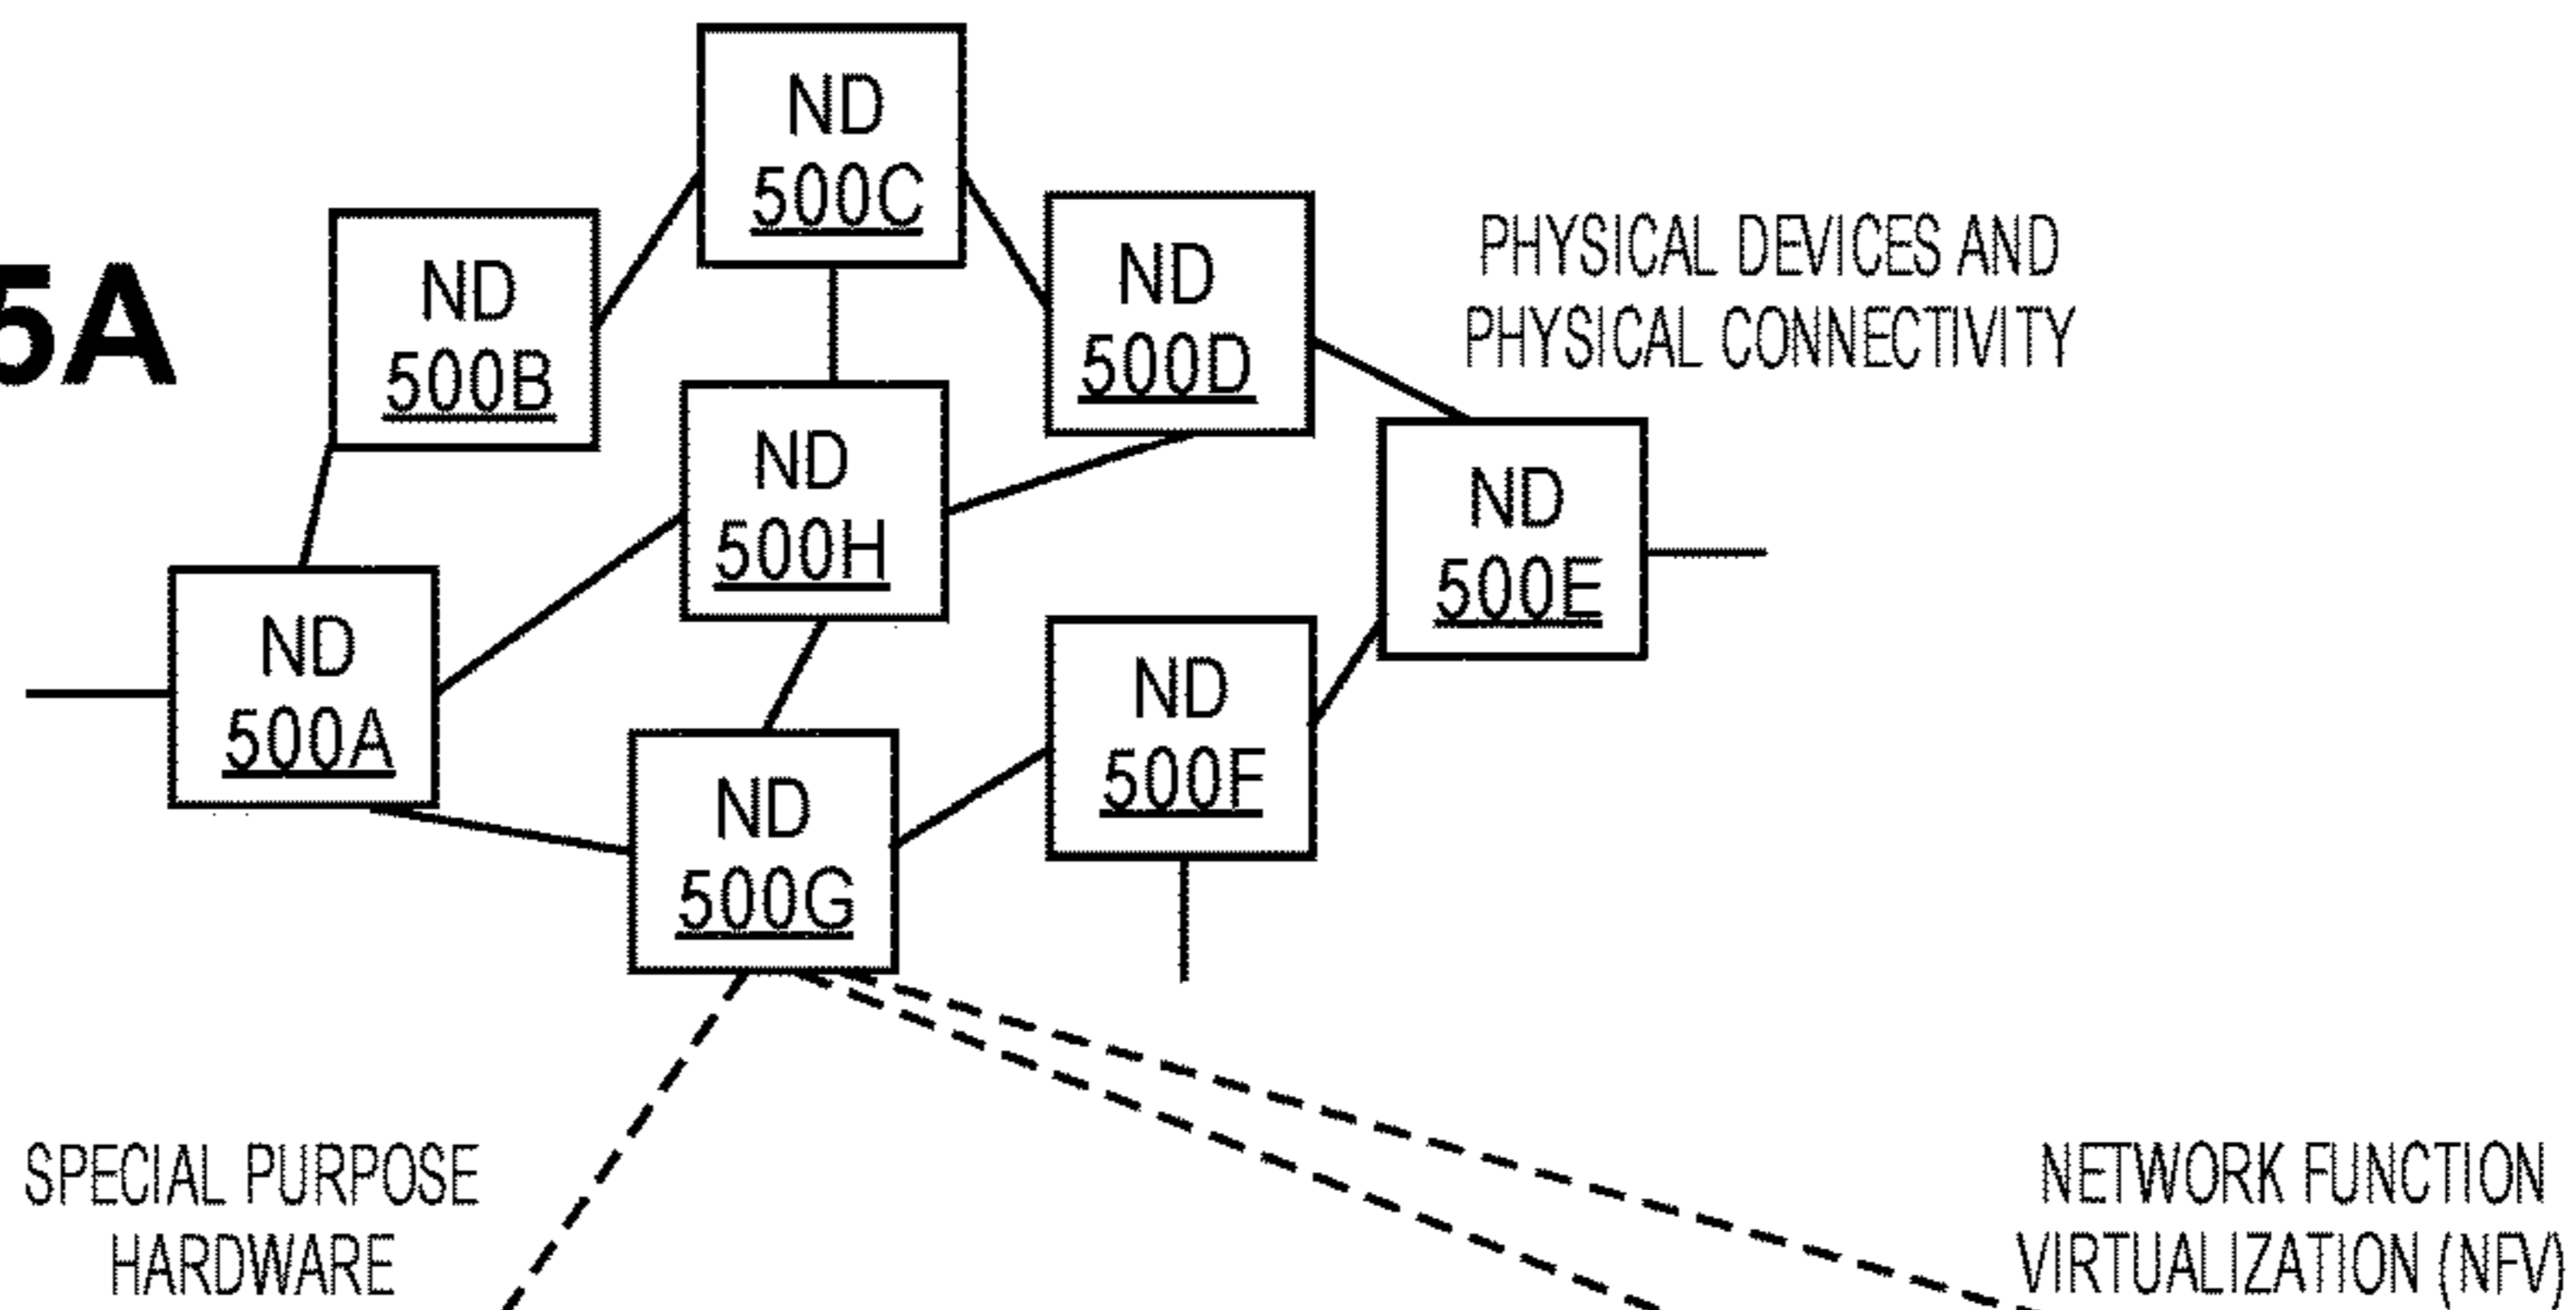 5A
ND
500C
ND
500B
ND
500D
PHYSICAL DEVICES AND
PHYSICAL CONNECTIVITY
ND
500H
ND
500E
ND
500A
ND
500F
ND
500G
SPECIAL PURPOSE
HARDWARE
NETWORK FUNCTION
VIRTUALIZATION (NFV)